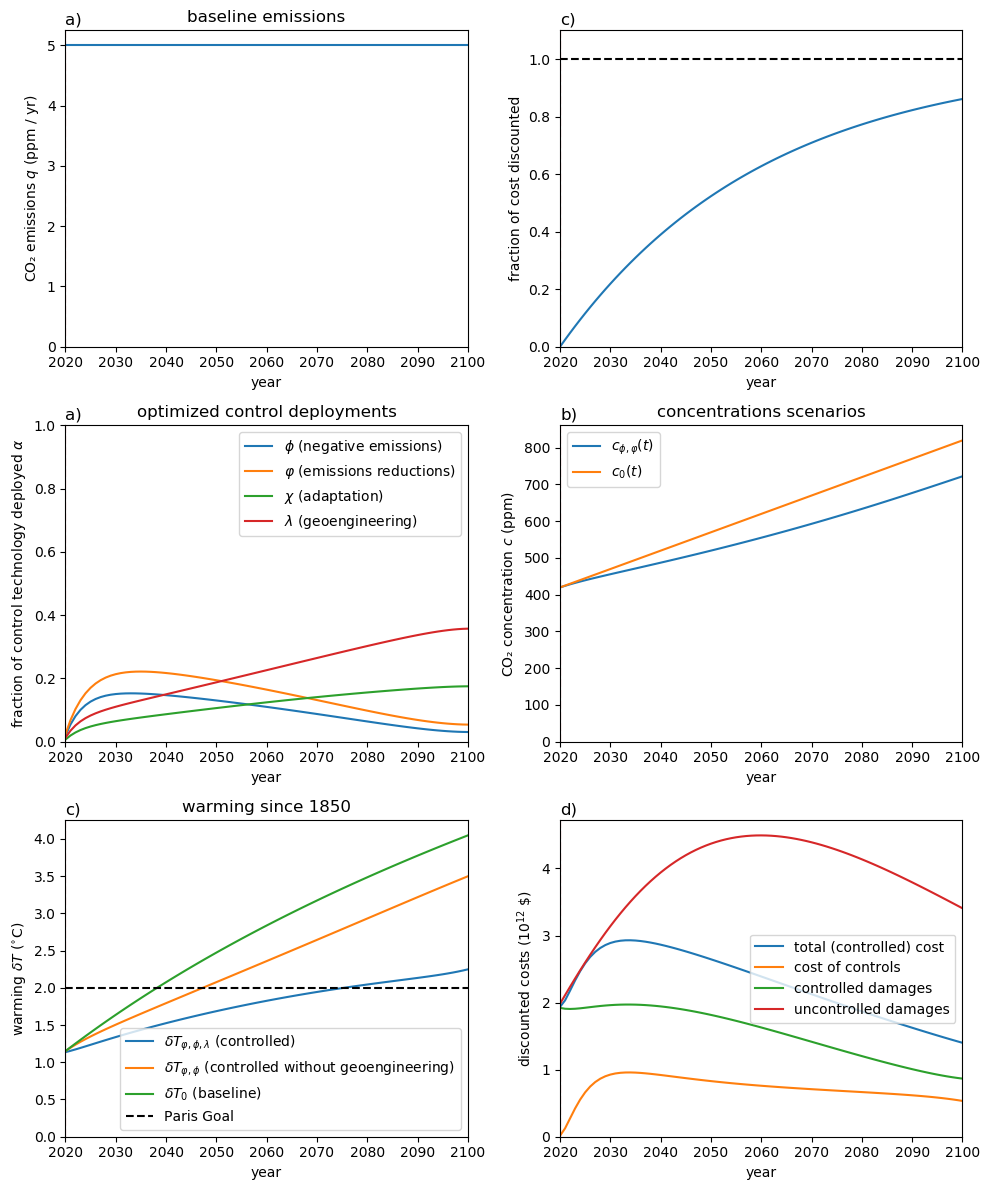 a)
baseline emissions
5
4
3
2
1
0
CO₂ emissions q (ppm / yr)
2020 2030 2040 2050 2060 2070 2080 2090 2100
year
c)
1.0
0.8
0.6
0.4
0.2
0.0
fraction of cost discounted
2020 2030 2040 2050 2060 2070 2080 2090 2100
year
a)
optimized control deployments
1.0
0.8
0.6
0.4
0.2
0.0
fraction of control technology deployed α
ϕ (negative emissions)
φ (emissions reductions)
χ (adaptation)
λ (geoengineering)
2020 2030 2040 2050 2060 2070 2080 2090 2100
year
b)
concentrations scenarios
800
700
600
500
400
300
200
100
0
CO₂ concentration c (ppm)
c_{ϕ,φ}(t)
c₀(t)
2020 2030 2040 2050 2060 2070 2080 2090 2100
year
c)
warming since 1850
4.0
3.5
3.0
2.5
2.0
1.5
1.0
0.5
0.0
warming δT (°C)
δT_{φ,ϕ,λ} (controlled)
δT_{φ,ϕ} (controlled without geoengineering)
δT₀ (baseline)
Paris Goal
2020 2030 2040 2050 2060 2070 2080 2090 2100
year
d)
4
3
2
1
0
discounted costs (10¹² $)
total (controlled) cost
cost of controls
controlled damages
uncontrolled damages
2020 2030 2040 2050 2060 2070 2080 2090 2100
year